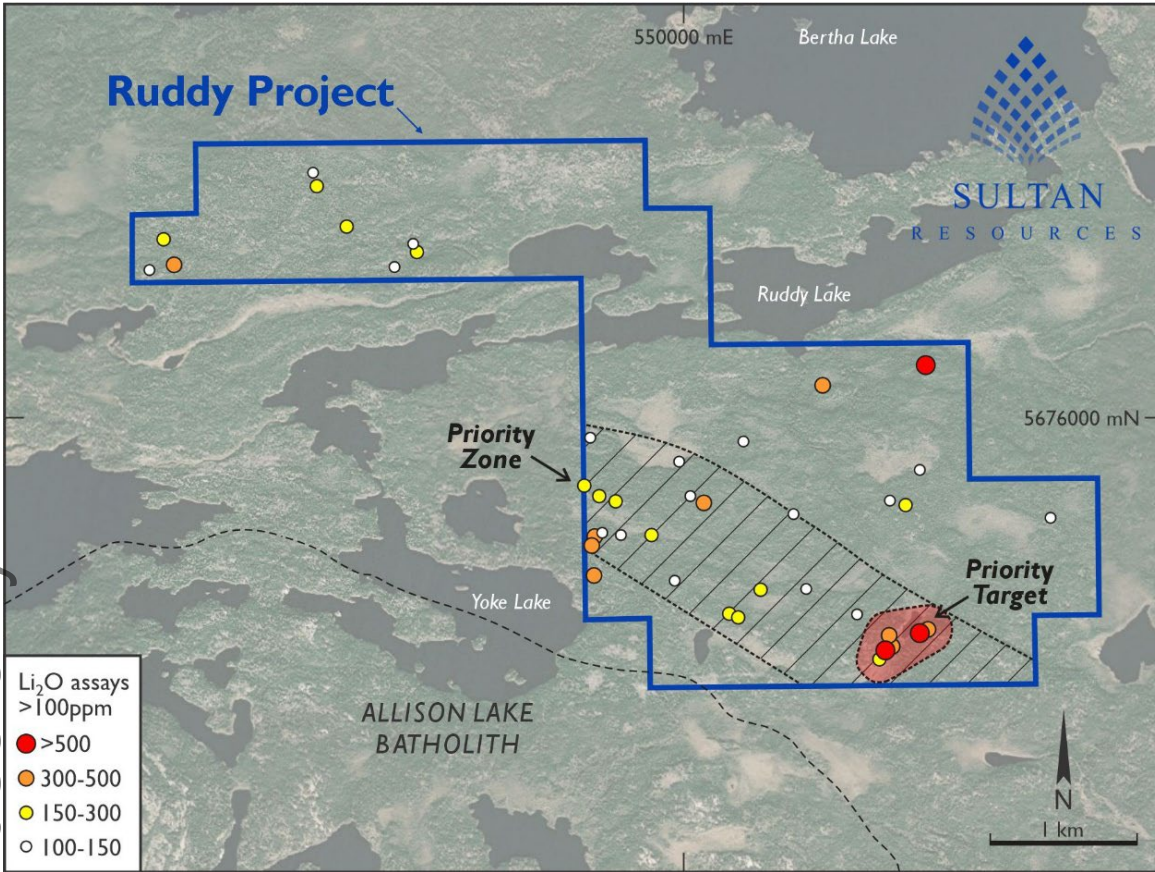 550000 mE
Bertha Lake
Ruddy Project
SULTAN
RESOURCES
Ruddy Lake
5676000 mN
Priority
Zone
Priority
Target
Yoke Lake
ALLISON LAKE
BATHOLITH
Li₂O assays
>100ppm
>500
300-500
150-300
100-150
N
1 km